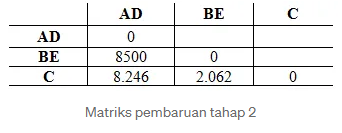 AD BE C
AD 0
BE 8500 0
C 8.246 2.062 0
Matriks pembaruan tahap 2